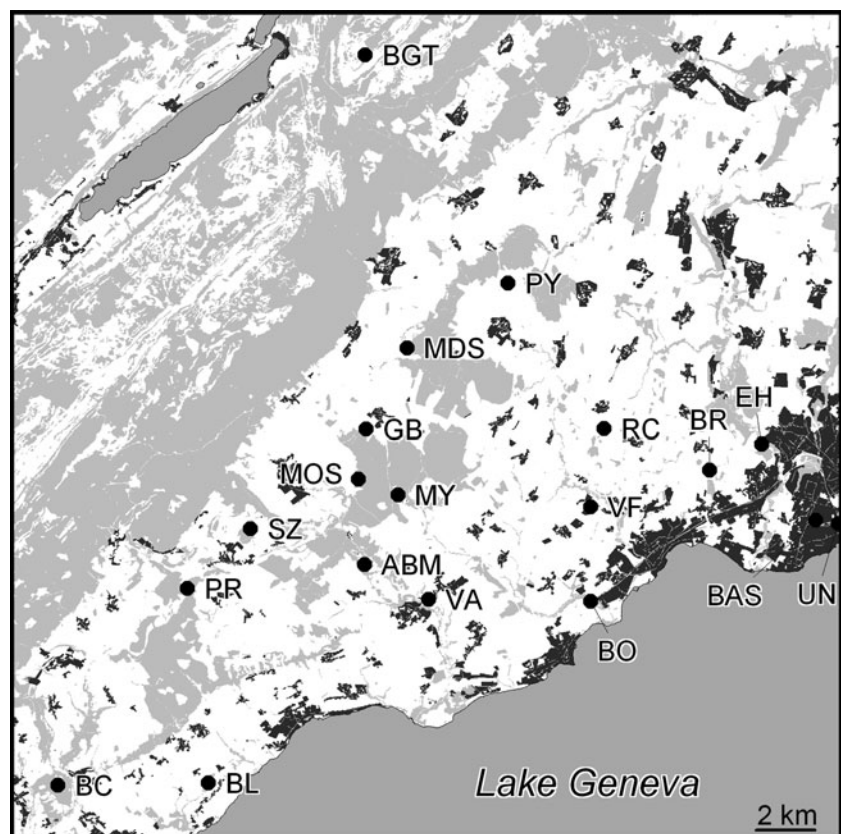 BGT
PY
MDS
EH
GB
RC
BR
MOS
MY
VF
SZ
ABM
PR
VA
BAS
UN
BO
BC
BL
Lake Geneva
2 km